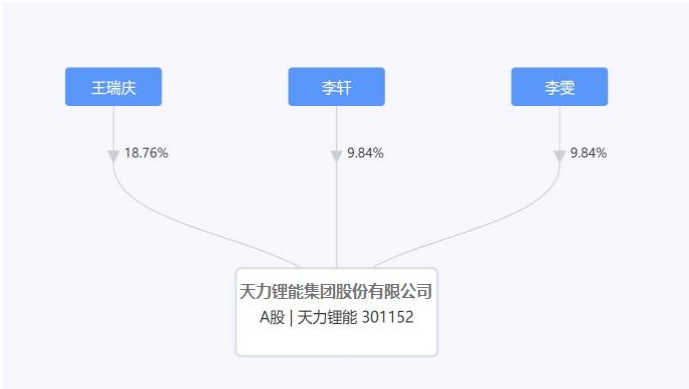 王瑞庆
李轩
李雯
18.76%
9.84%
9.84%
天力锂能集团股份有限公司
A股 | 天力锂能 301152